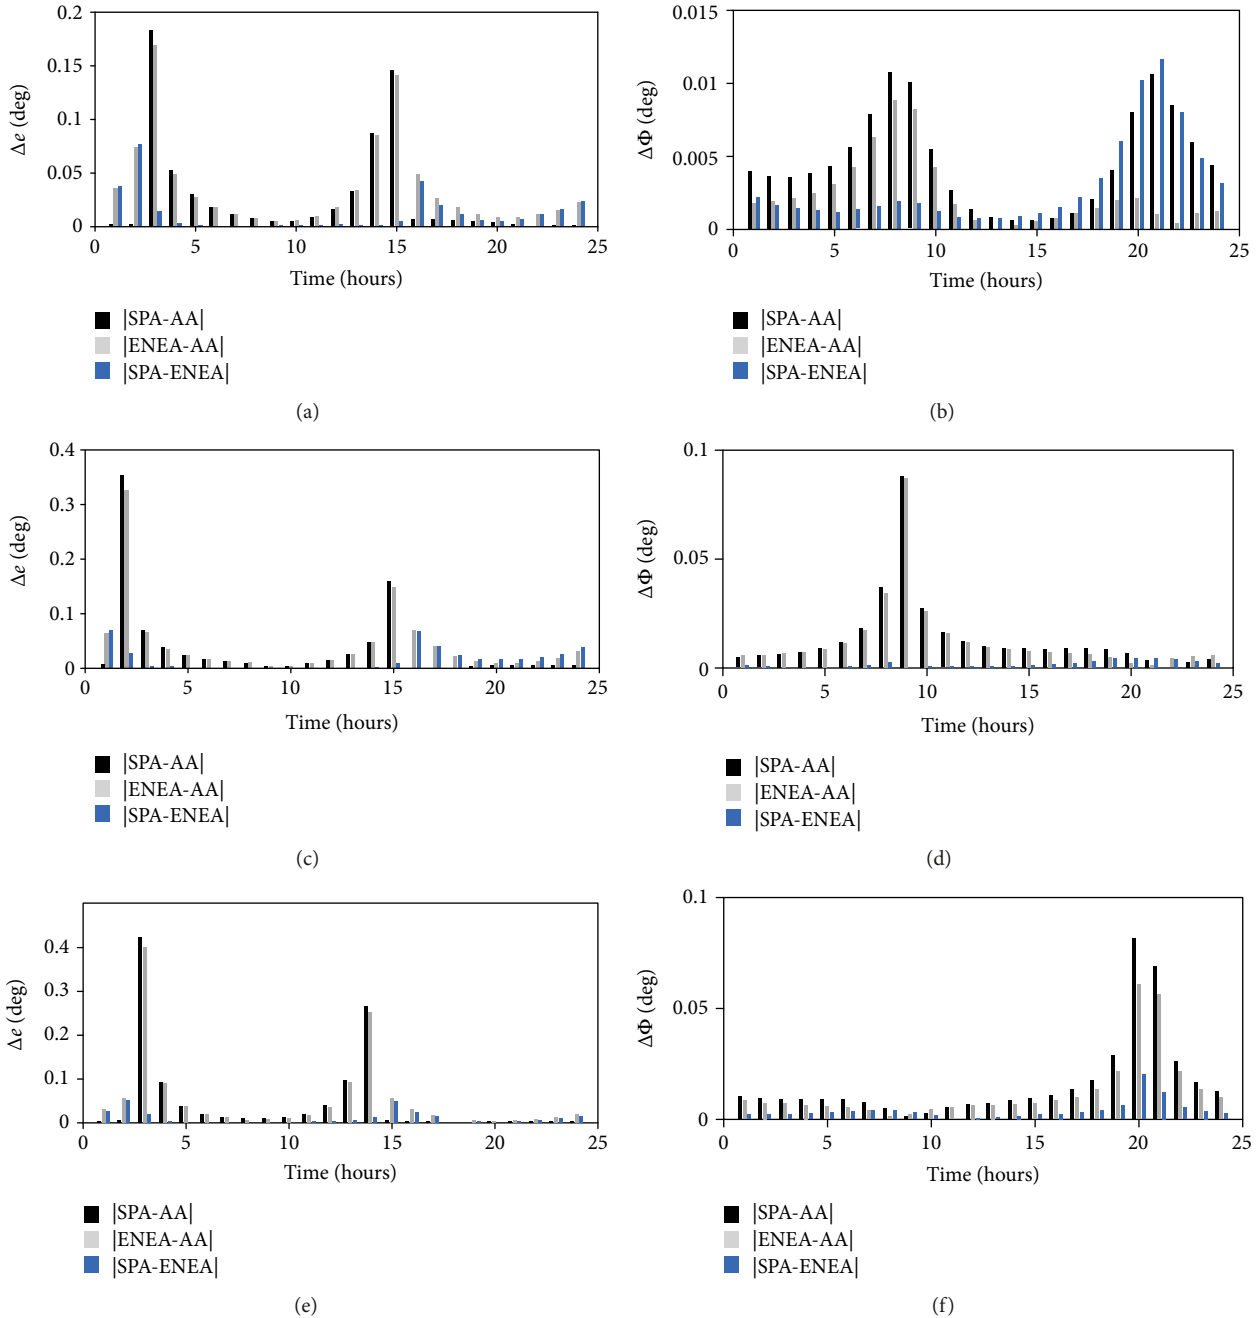 0.2
0.15
0.1
0.05
0
Δe (deg)
0 5 10 15 20 25
Time (hours)
|SPA-AA|
|ENEA-AA|
|SPA-ENEA|
(a)
0.015
0.01
0.005
0
ΔΦ (deg)
0 5 10 15 20 25
Time (hours)
|SPA-AA|
|ENEA-AA|
|SPA-ENEA|
(b)
0.4
0.3
0.2
0.1
0
Δe (deg)
0 5 10 15 20 25
Time (hours)
|SPA-AA|
|ENEA-AA|
|SPA-ENEA|
(c)
0.1
0.05
0
ΔΦ (deg)
0 5 10 15 20 25
Time (hours)
|SPA-AA|
|ENEA-AA|
|SPA-ENEA|
(d)
0.4
0.3
0.2
0.1
0
Δe (deg)
0 5 10 15 20 25
Time (hours)
|SPA-AA|
|ENEA-AA|
|SPA-ENEA|
(e)
0.1
0.05
0
ΔΦ (deg)
0 5 10 15 20 25
Time (hours)
|SPA-AA|
|ENEA-AA|
|SPA-ENEA|
(f)